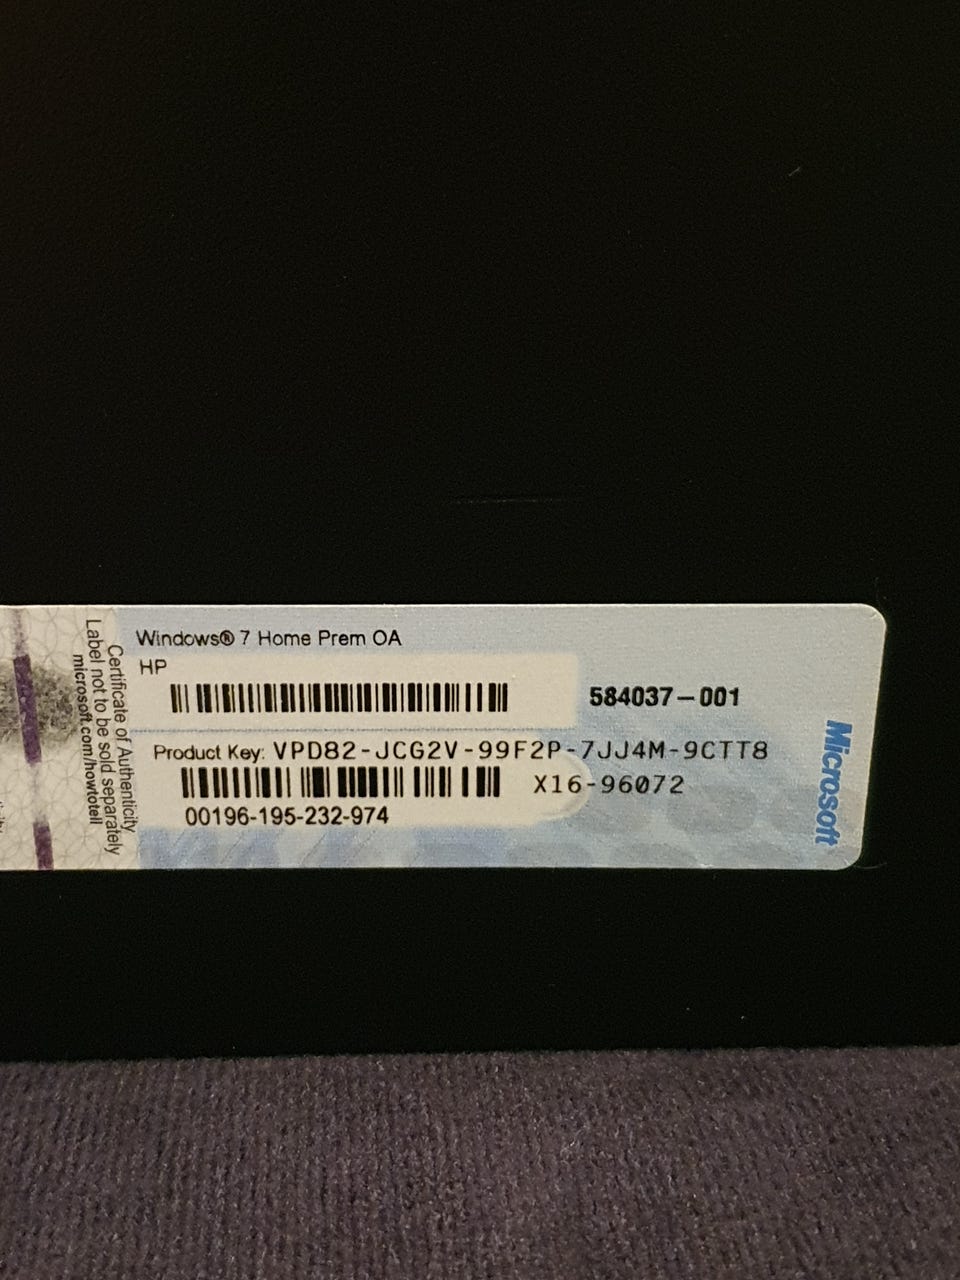 Windows® 7 Home Prem OA
HP
584037-001
Product Key: VPD82-JCG2V-99F2P-7JJ4M-9CTT8
X16-96072
00196-195-232-974
Certificate of Authenticity
Label not to be sold separately
microsoft.com/howtotell
Microsoft